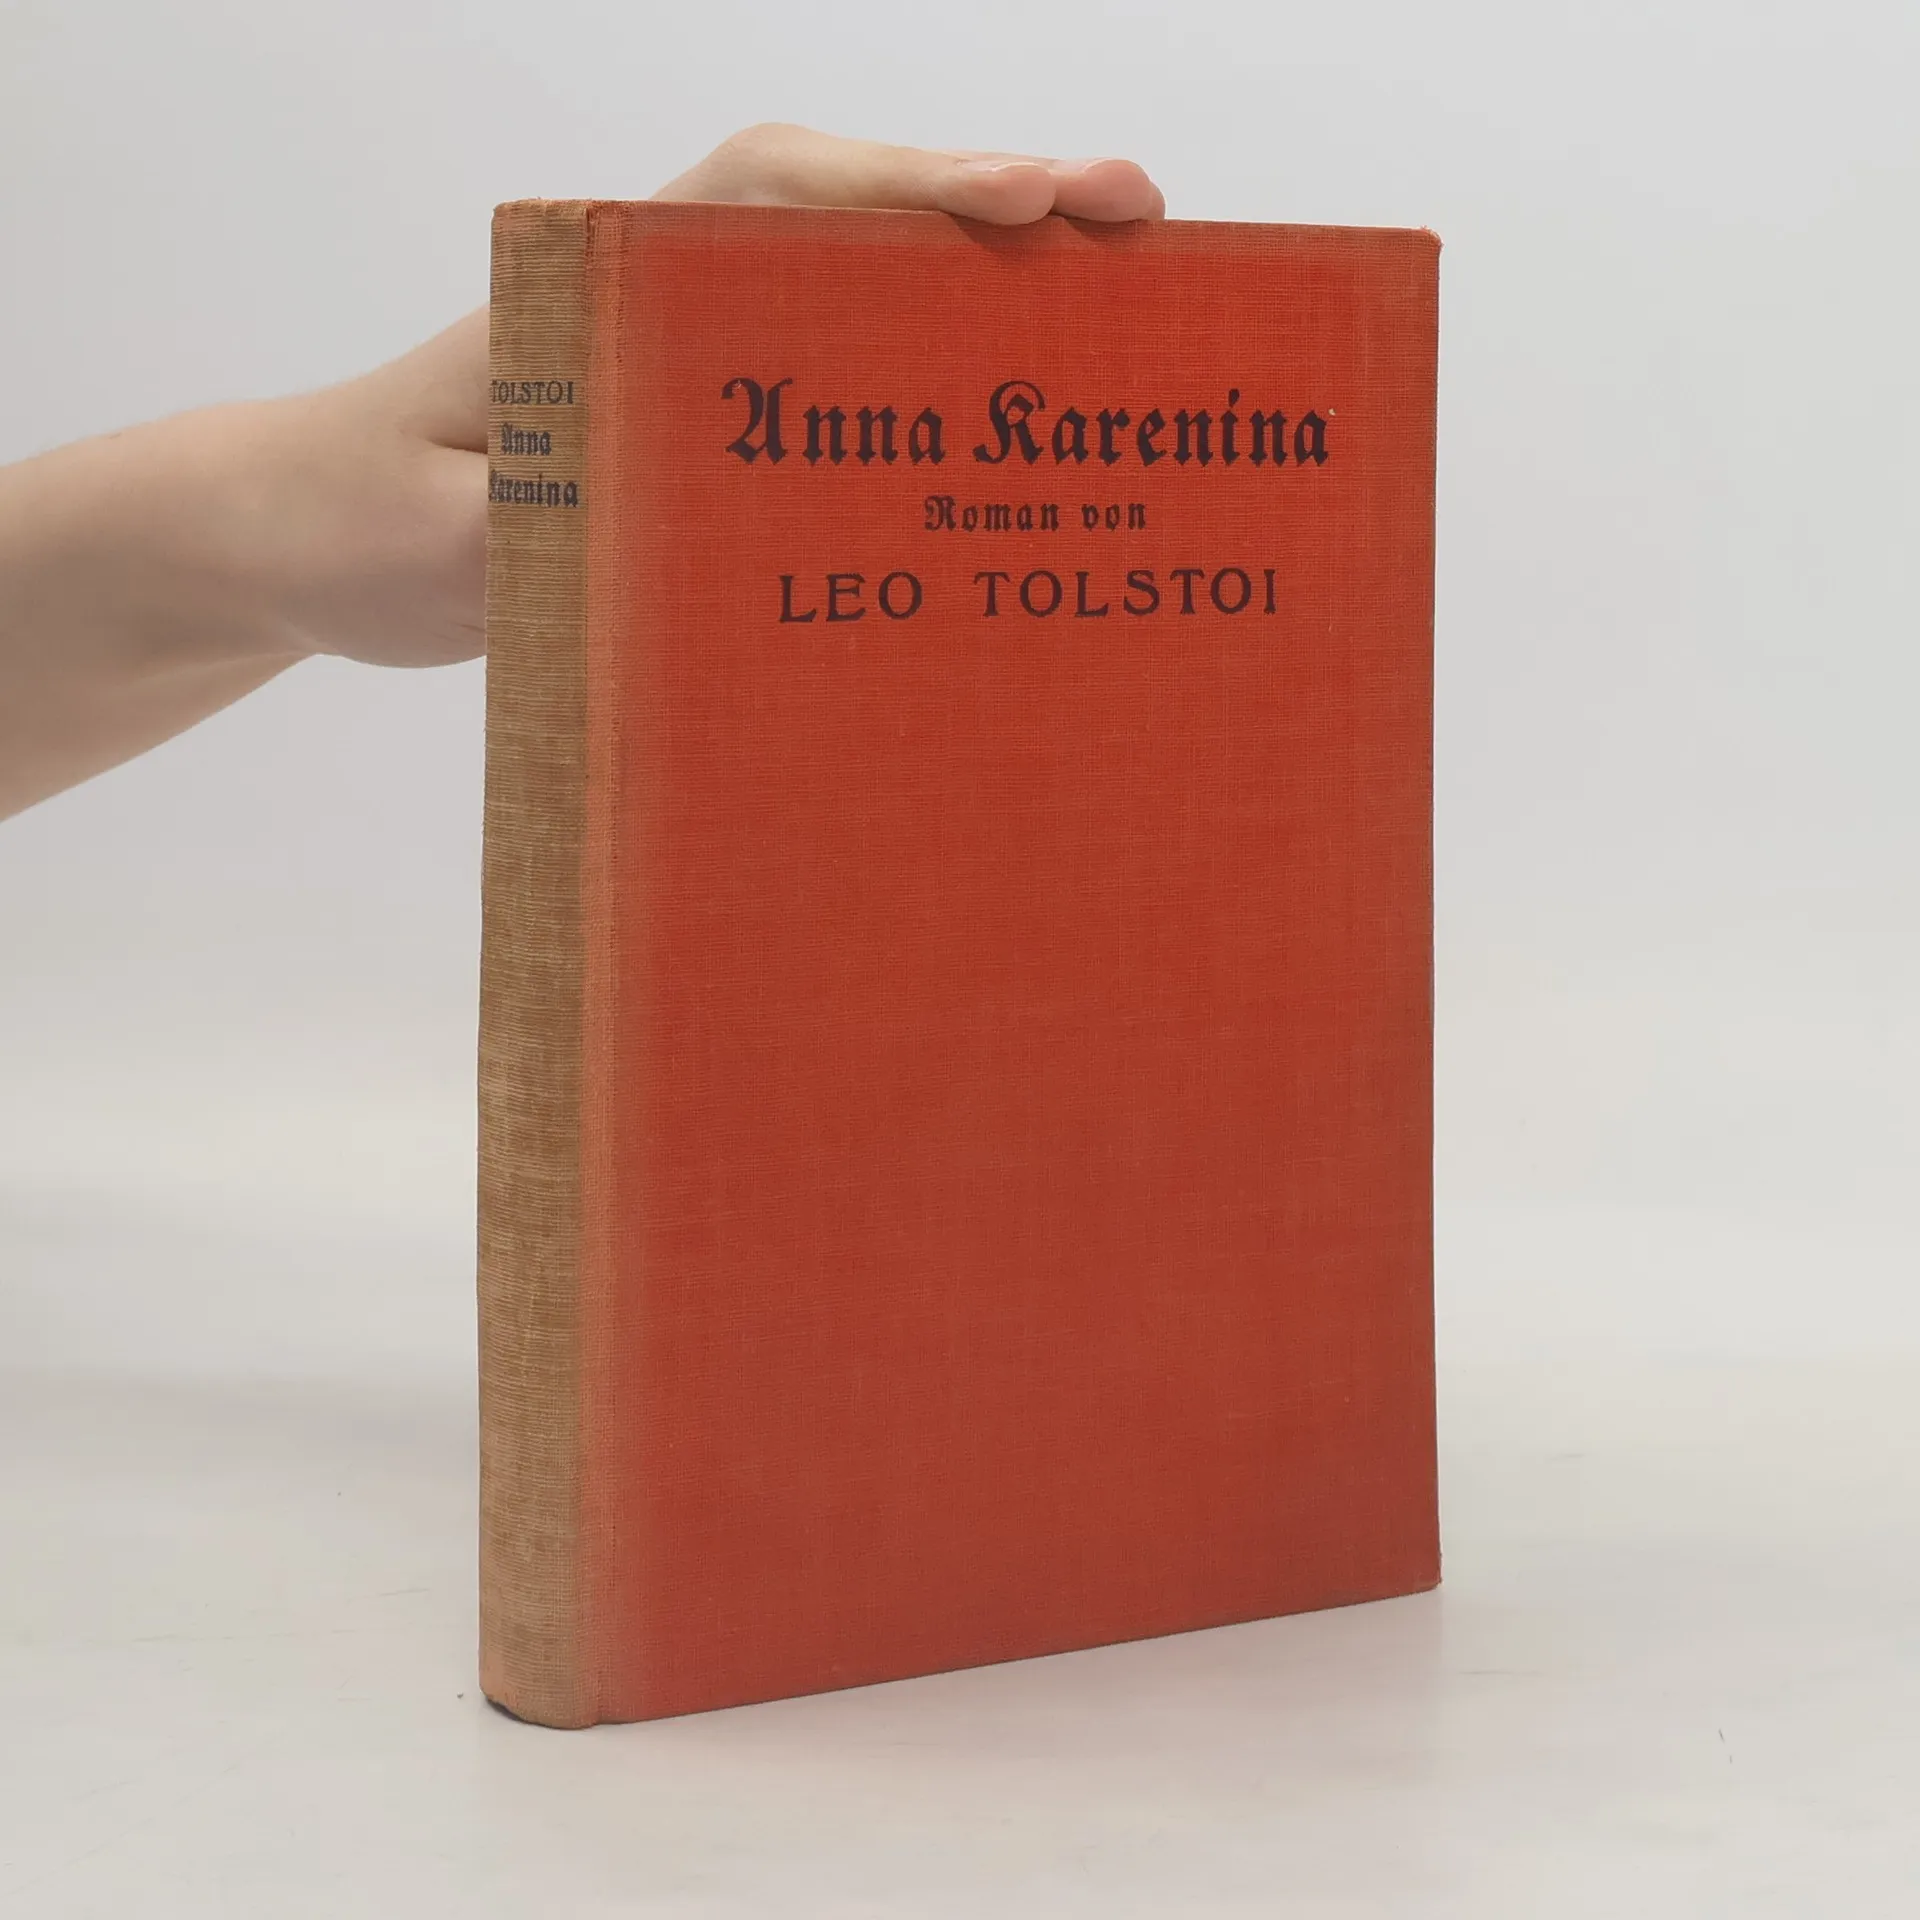 TOLSTOI
Anna
Karenina
Anna Karenina
Roman von
LEO TOLSTOI